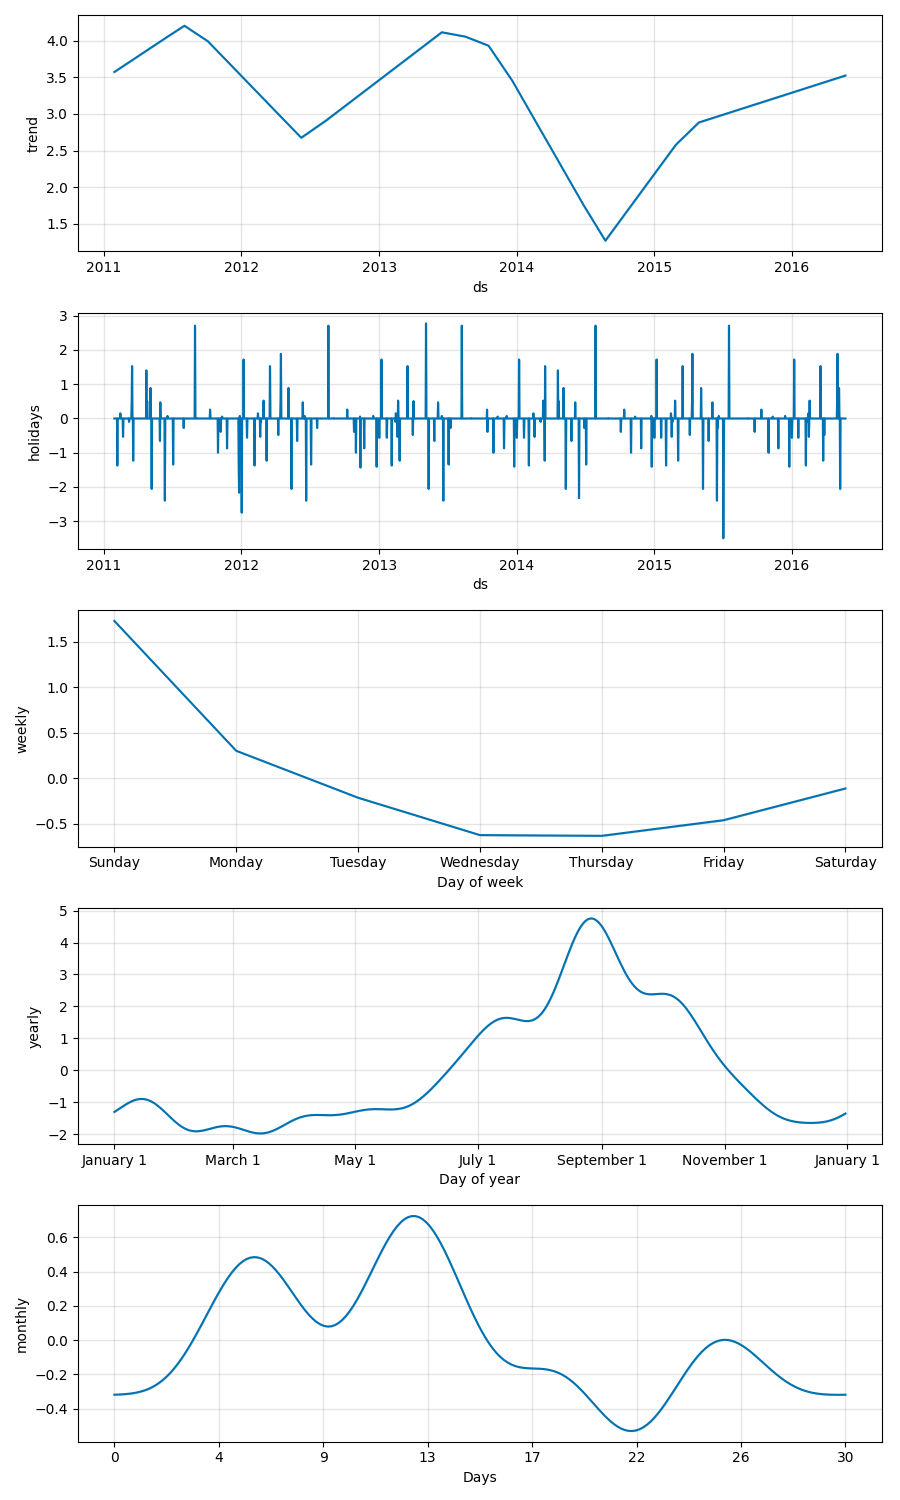 4.0
3.5
3.0
2.5
2.0
1.5
trend
2011 2012 2013 2014 2015 2016
ds
3
2
1
0
−1
−2
−3
holidays
2011 2012 2013 2014 2015 2016
ds
1.5
1.0
0.5
0.0
−0.5
weekly
Sunday Monday Tuesday Wednesday Thursday Friday Saturday
Day of week
5
4
3
2
1
0
−1
−2
yearly
January 1 March 1 May 1 July 1 September 1 November 1 January 1
Day of year
0.6
0.4
0.2
0.0
−0.2
−0.4
monthly
0 4 9 13 17 22 26 30
Days